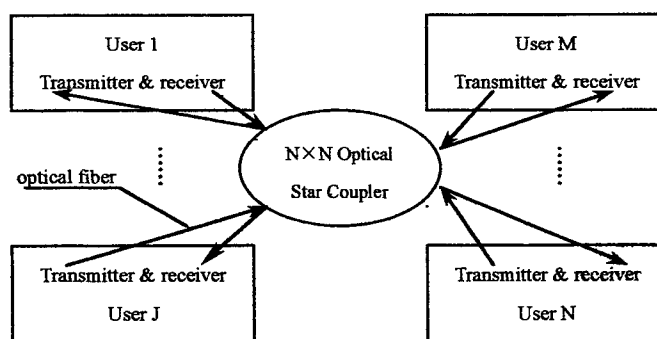 User 1
Transmitter & receiver
User M
Transmitter & receiver
N×N Optical
Star Coupler
optical fiber
Transmitter & receiver
User J
Transmitter & receiver
User N